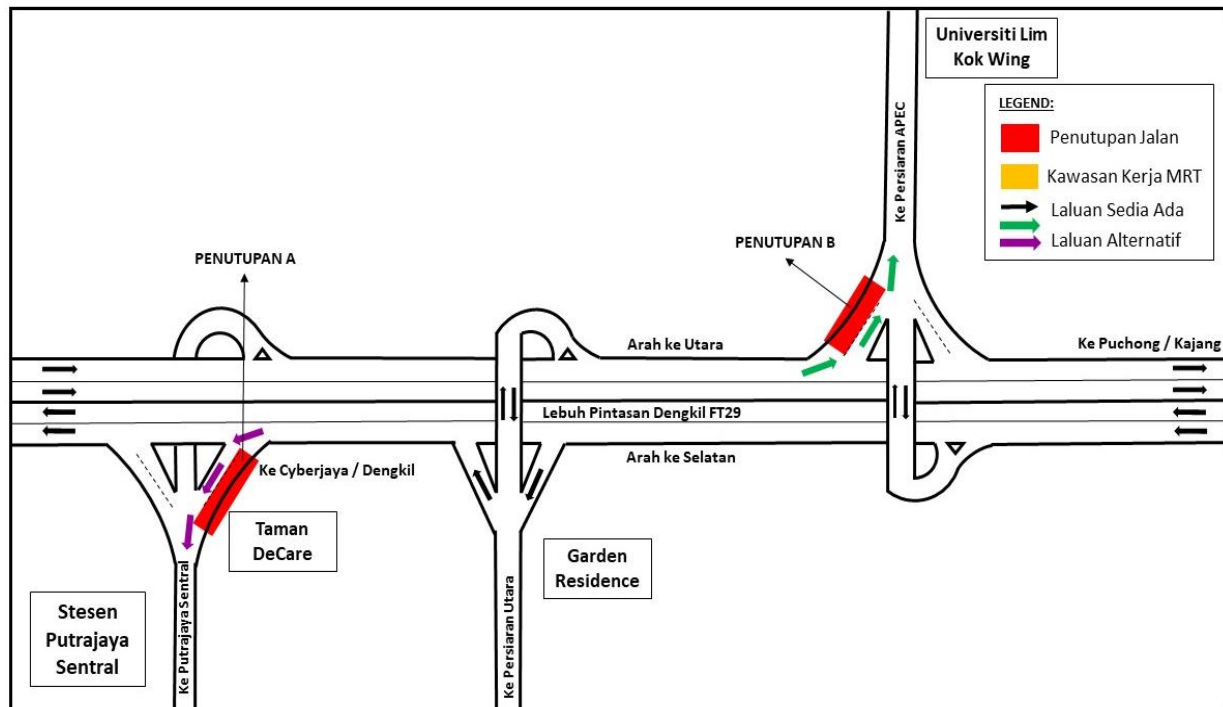 Universiti Lim
Kok Wing
LEGEND:
Penutupan Jalan
Kawasan Kerja MRT
Laluan Sedia Ada
Laluan Alternatif
Ke Persiaran APEC
PENUTUPAN A
PENUTUPAN B
Arah ke Utara
Ke Puchong / Kajang
Lebuh Pintasan Dengkil FT29
Arah ke Selatan
Ke Cyberjaya / Dengkil
Taman
DeCare
Garden
Residence
Stesen
Putrajaya
Sentral
Ke Putrajaya Sentral
Ke Persiaran Utara